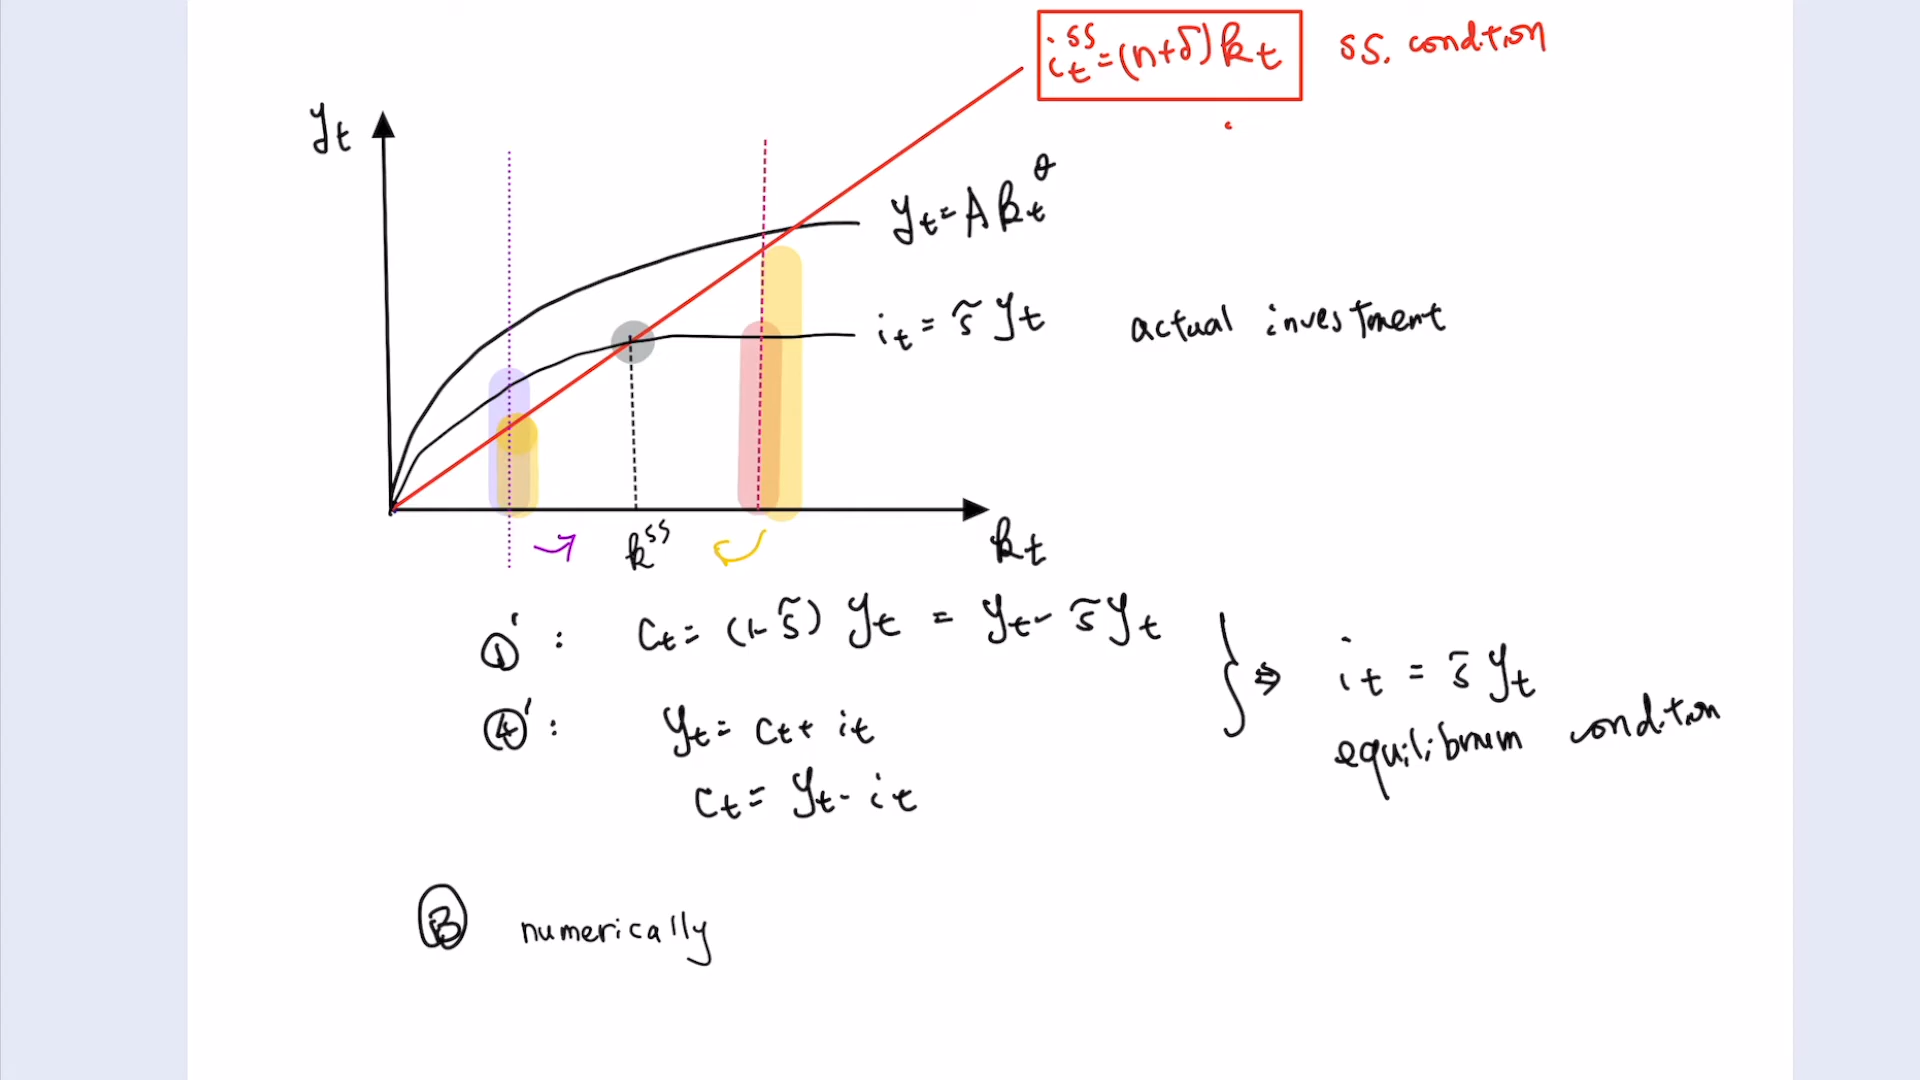 i_t^{ss} = (n+δ) k_t   SS. condition
y_t
y_t = A k_t^θ
i_t = s̃ y_t   actual investment
k^{ss}
k_t
①' : c_t = (1-s̃) y_t = y_t - s̃ y_t
④' : y_t = c_t + i_t
c_t = y_t - i_t
} ⇒ i_t = s̃ y_t
equilibrium condition
Ⓑ numerically